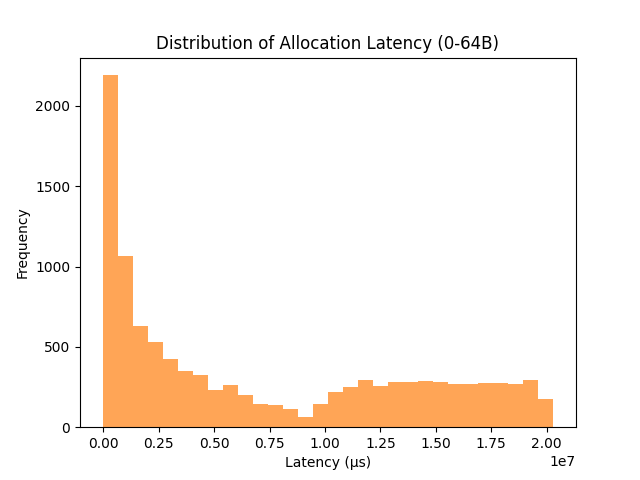 Distribution of Allocation Latency (0-64B)
Frequency
2000
1500
1000
500
0
0.00 0.25 0.50 0.75 1.00 1.25 1.50 1.75 2.00
1e7
Latency (µs)